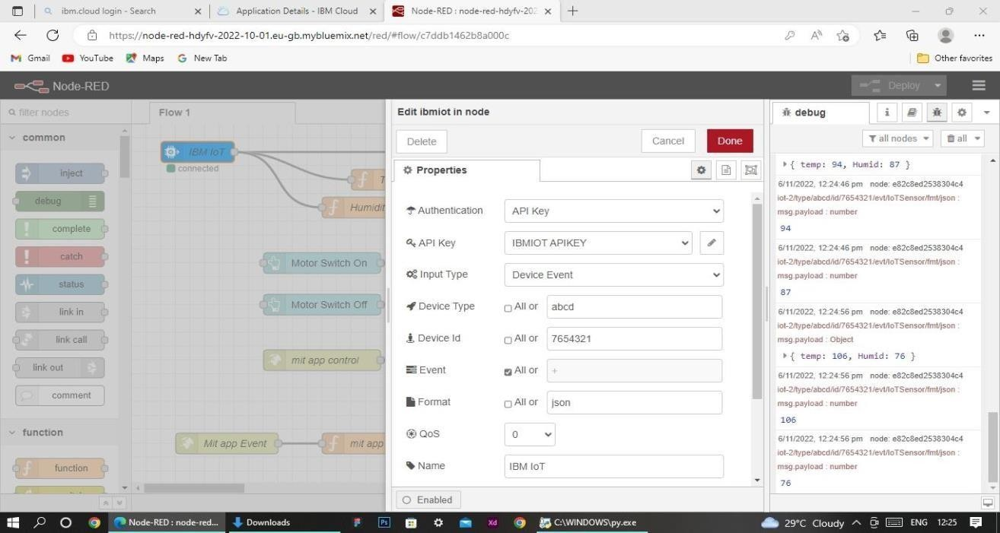 ibm.cloud login - Search
Application Details - IBM Cloud
Node-RED : node-red-hdyfv-202
https://node-red-hdyfv-2022-10-01.eu-gb.mybluemix.net/red/#flow/c7ddb1462b8a000c
Gmail YouTube Maps New Tab Other favorites
Node-RED
Deploy
filter nodes
common
inject
debug
complete
catch
status
link in
link call
link out
comment
function
function
Flow 1
IBM IoT
connected
Humidit
Motor Switch On
Motor Switch Off
mit app control
Mit app Event
mit app
Edit ibmiot in node
Delete
Cancel
Done
Properties
Authentication API Key
API Key IBMIOT APIKEY
Input Type Device Event
Device Type All or abcd
Device Id All or 7654321
Event All or +
Format All or json
QoS 0
Name IBM IoT
Enabled
debug
i
all nodes
all
{ temp: 94, Humid: 87 }
6/11/2022, 12:24:46 pm node: e82c8ed2538304c4
iot-2/type/abcd/id/7654321/evt/IoTSensor/fmt/json :
msg.payload : number
94
6/11/2022, 12:24:46 pm node: e82c8ed2538304c4
iot-2/type/abcd/id/7654321/evt/IoTSensor/fmt/json :
msg.payload : number
87
6/11/2022, 12:24:56 pm node: e82c8ed2538304c4
iot-2/type/abcd/id/7654321/evt/IoTSensor/fmt/json :
msg.payload : Object
{ temp: 106, Humid: 76 }
6/11/2022, 12:24:56 pm node: e82c8ed2538304c4
iot-2/type/abcd/id/7654321/evt/IoTSensor/fmt/json :
msg.payload : number
106
6/11/2022, 12:24:56 pm node: e82c8ed2538304c4
iot-2/type/abcd/id/7654321/evt/IoTSensor/fmt/json :
msg.payload : number
76
Node-RED : node-red...
Downloads
Ps
Xd
C:\WINDOWS\py.exe
29°C Cloudy
ENG
12:25